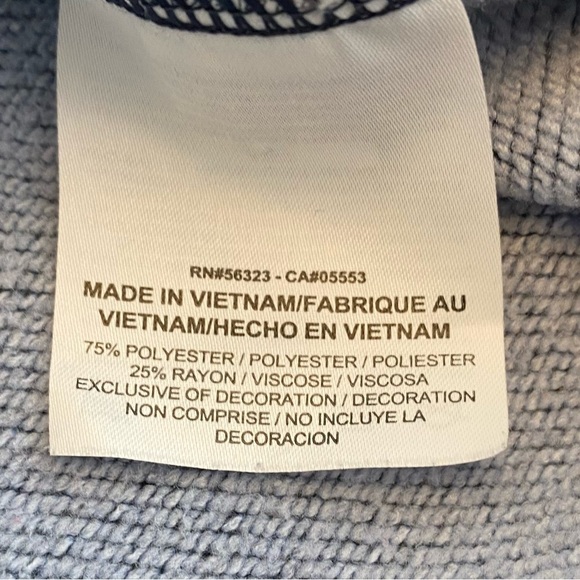 RN#56323 - CA#05553
MADE IN VIETNAM/FABRIQUE AU
VIETNAM/HECHO EN VIETNAM
75% POLYESTER / POLYESTER / POLIESTER
25% RAYON / VISCOSE / VISCOSA
EXCLUSIVE OF DECORATION / DECORATION
NON COMPRISE / NO INCLUYE LA
DECORACION